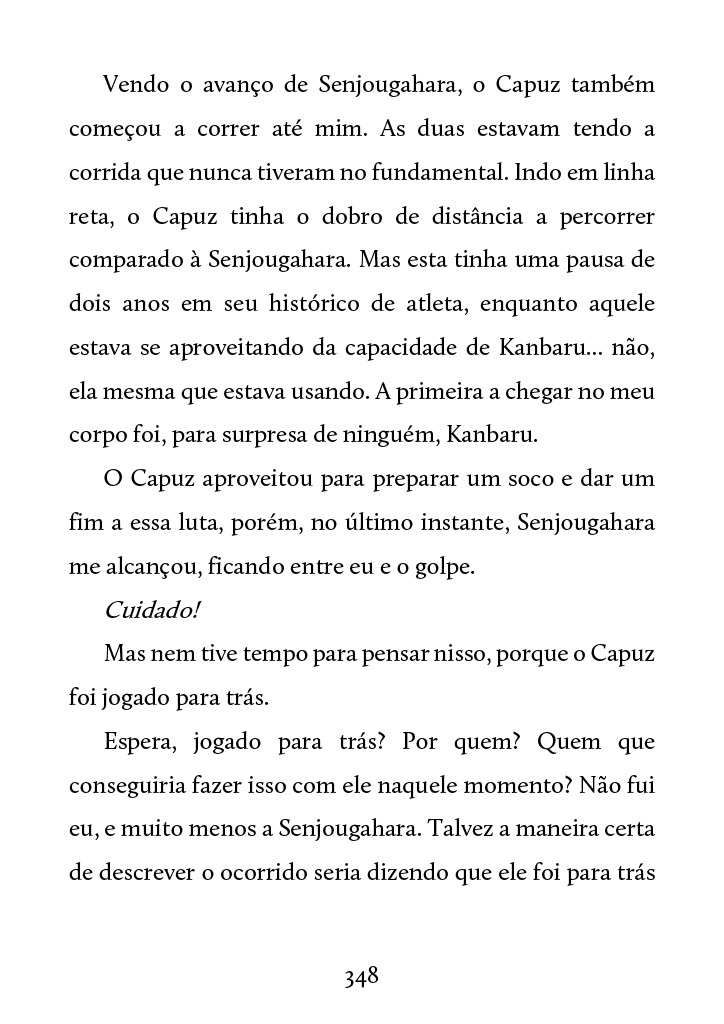 Vendo o avanço de Senjougahara, o Capuz também
começou a correr até mim. As duas estavam tendo a
corrida que nunca tiveram no fundamental. Indo em linha
reta, o Capuz tinha o dobro de distância a percorrer
comparado à Senjougahara. Mas esta tinha uma pausa de
dois anos em seu histórico de atleta, enquanto aquele
estava se aproveitando da capacidade de Kanbaru... não,
ela mesma que estava usando. A primeira a chegar no meu
corpo foi, para surpresa de ninguém, Kanbaru.
O Capuz aproveitou para preparar um soco e dar um
fim a essa luta, porém, no último instante, Senjougahara
me alcançou, ficando entre eu e o golpe.
Cuidado!
Mas nem tive tempo para pensar nisso, porque o Capuz
foi jogado para trás.
Espera, jogado para trás? Por quem? Quem que
conseguiria fazer isso com ele naquele momento? Não fui
eu, e muito menos a Senjougahara. Talvez a maneira certa
de descrever o ocorrido seria dizendo que ele foi para trás
348